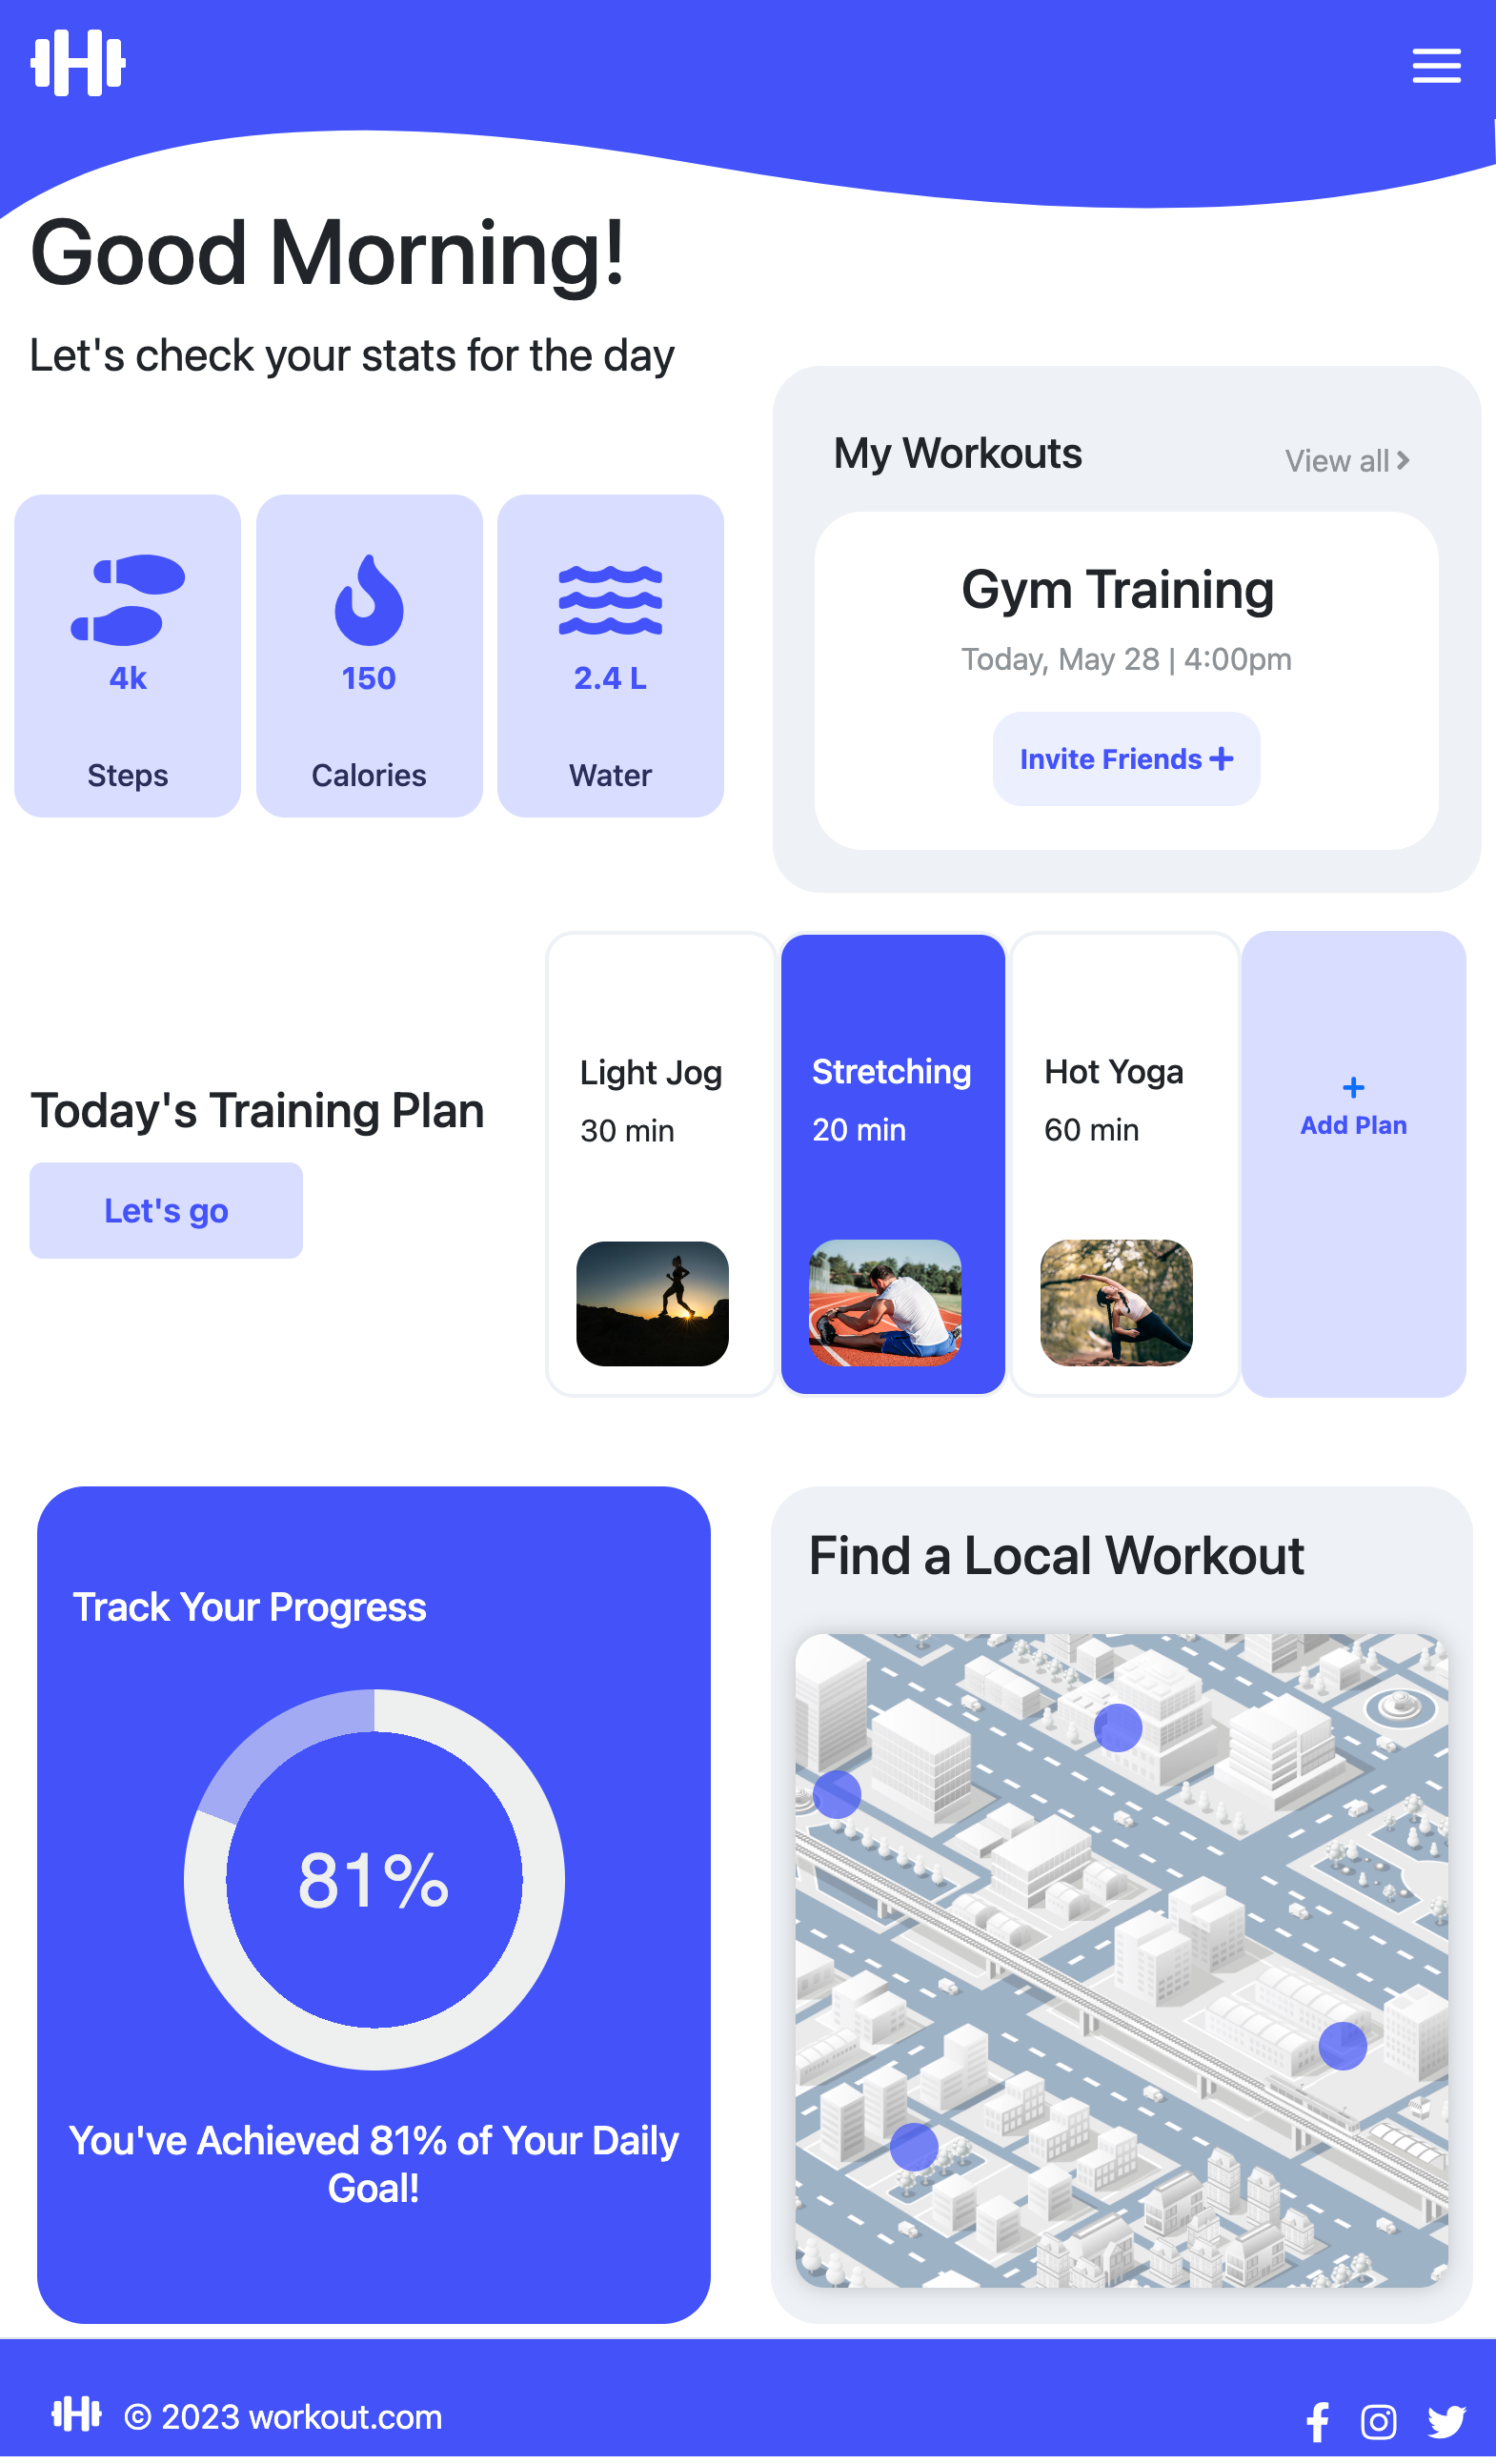 Good Morning!
Let's check your stats for the day
4k
Steps
150
Calories
2.4 L
Water
My Workouts
View all
Gym Training
Today, May 28 | 4:00pm
Invite Friends
Today's Training Plan
Let's go
Light Jog
30 min
Stretching
20 min
Hot Yoga
60 min
Add Plan
Track Your Progress
81%
You've Achieved 81% of Your Daily
Goal!
Find a Local Workout
© 2023 workout.com